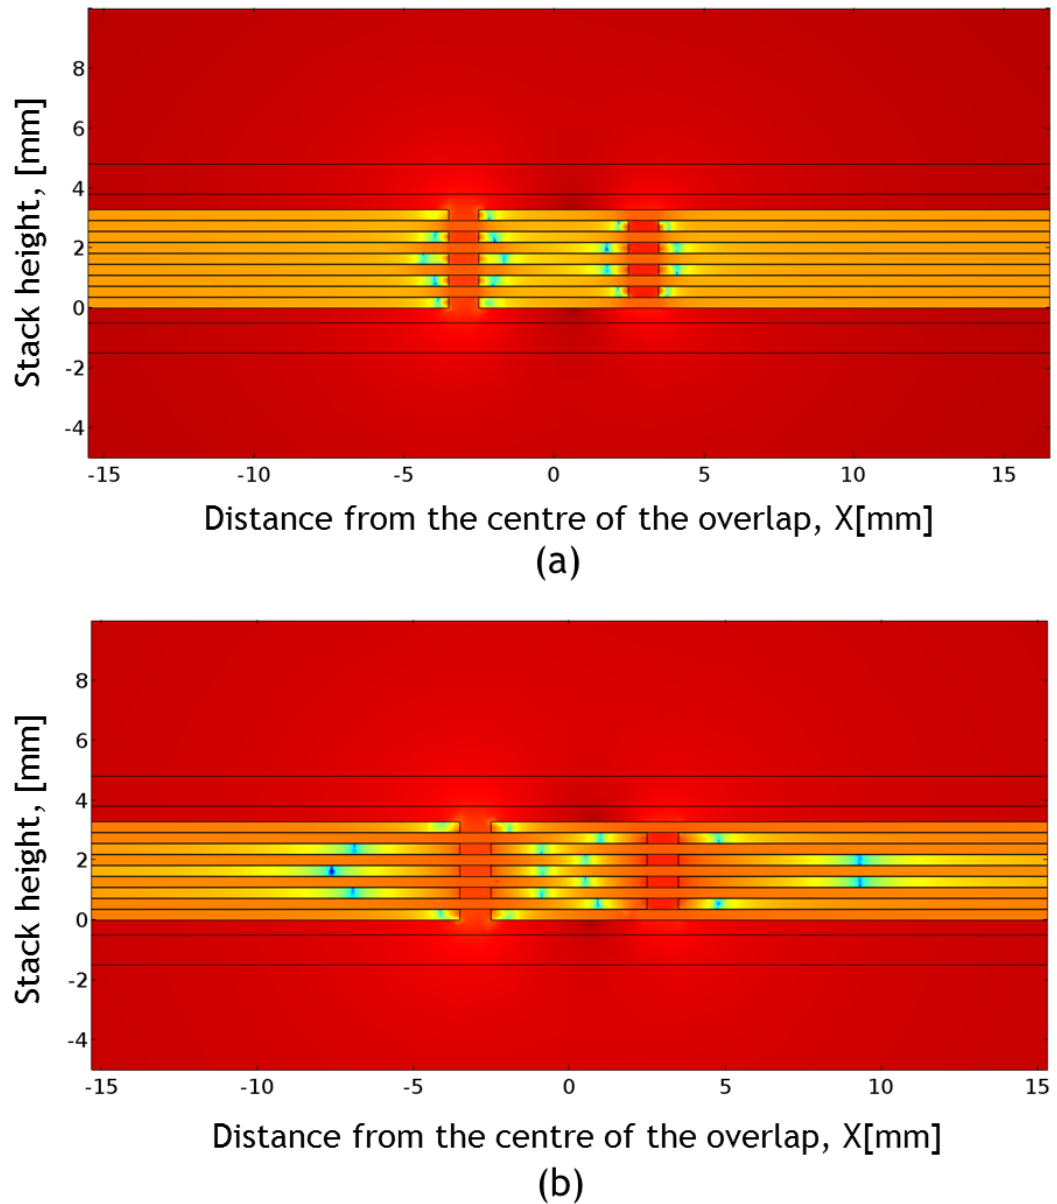 8
6
4
2
0
-2
-4
Stack height, [mm]
-15 -10 -5 0 5 10 15
Distance from the centre of the overlap, X[mm]
(a)
8
6
4
2
0
-2
-4
Stack height, [mm]
-15 -10 -5 0 5 10 15
Distance from the centre of the overlap, X[mm]
(b)